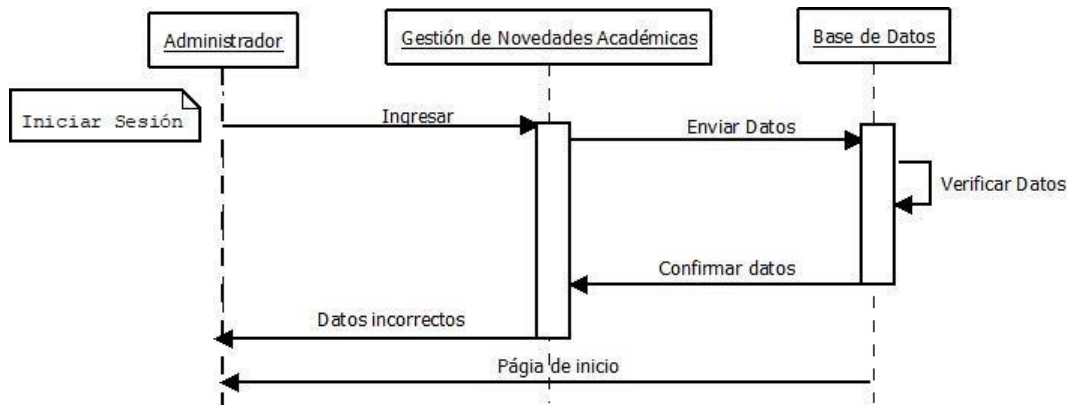 Administrador
Gestión de Novedades Académicas
Base de Datos
Iniciar Sesión
Ingresar
Enviar Datos
Verificar Datos
Confirmar datos
Datos incorrectos
Págia de inicio